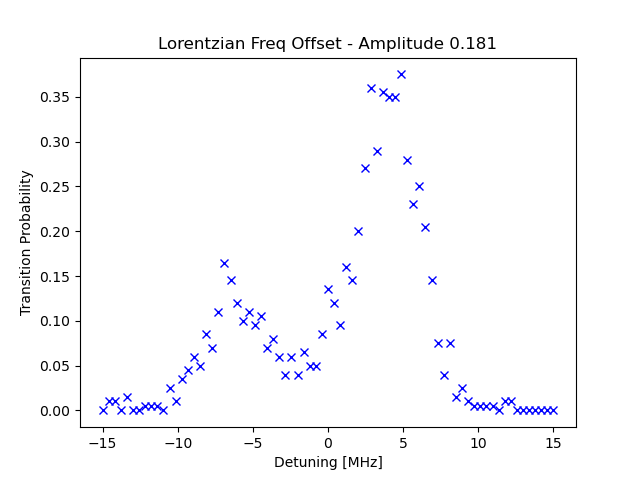 Lorentzian Freq Offset - Amplitude 0.181
Transition Probability
0.35
0.30
0.25
0.20
0.15
0.10
0.05
0.00
−15 −10 −5 0 5 10 15
Detuning [MHz]